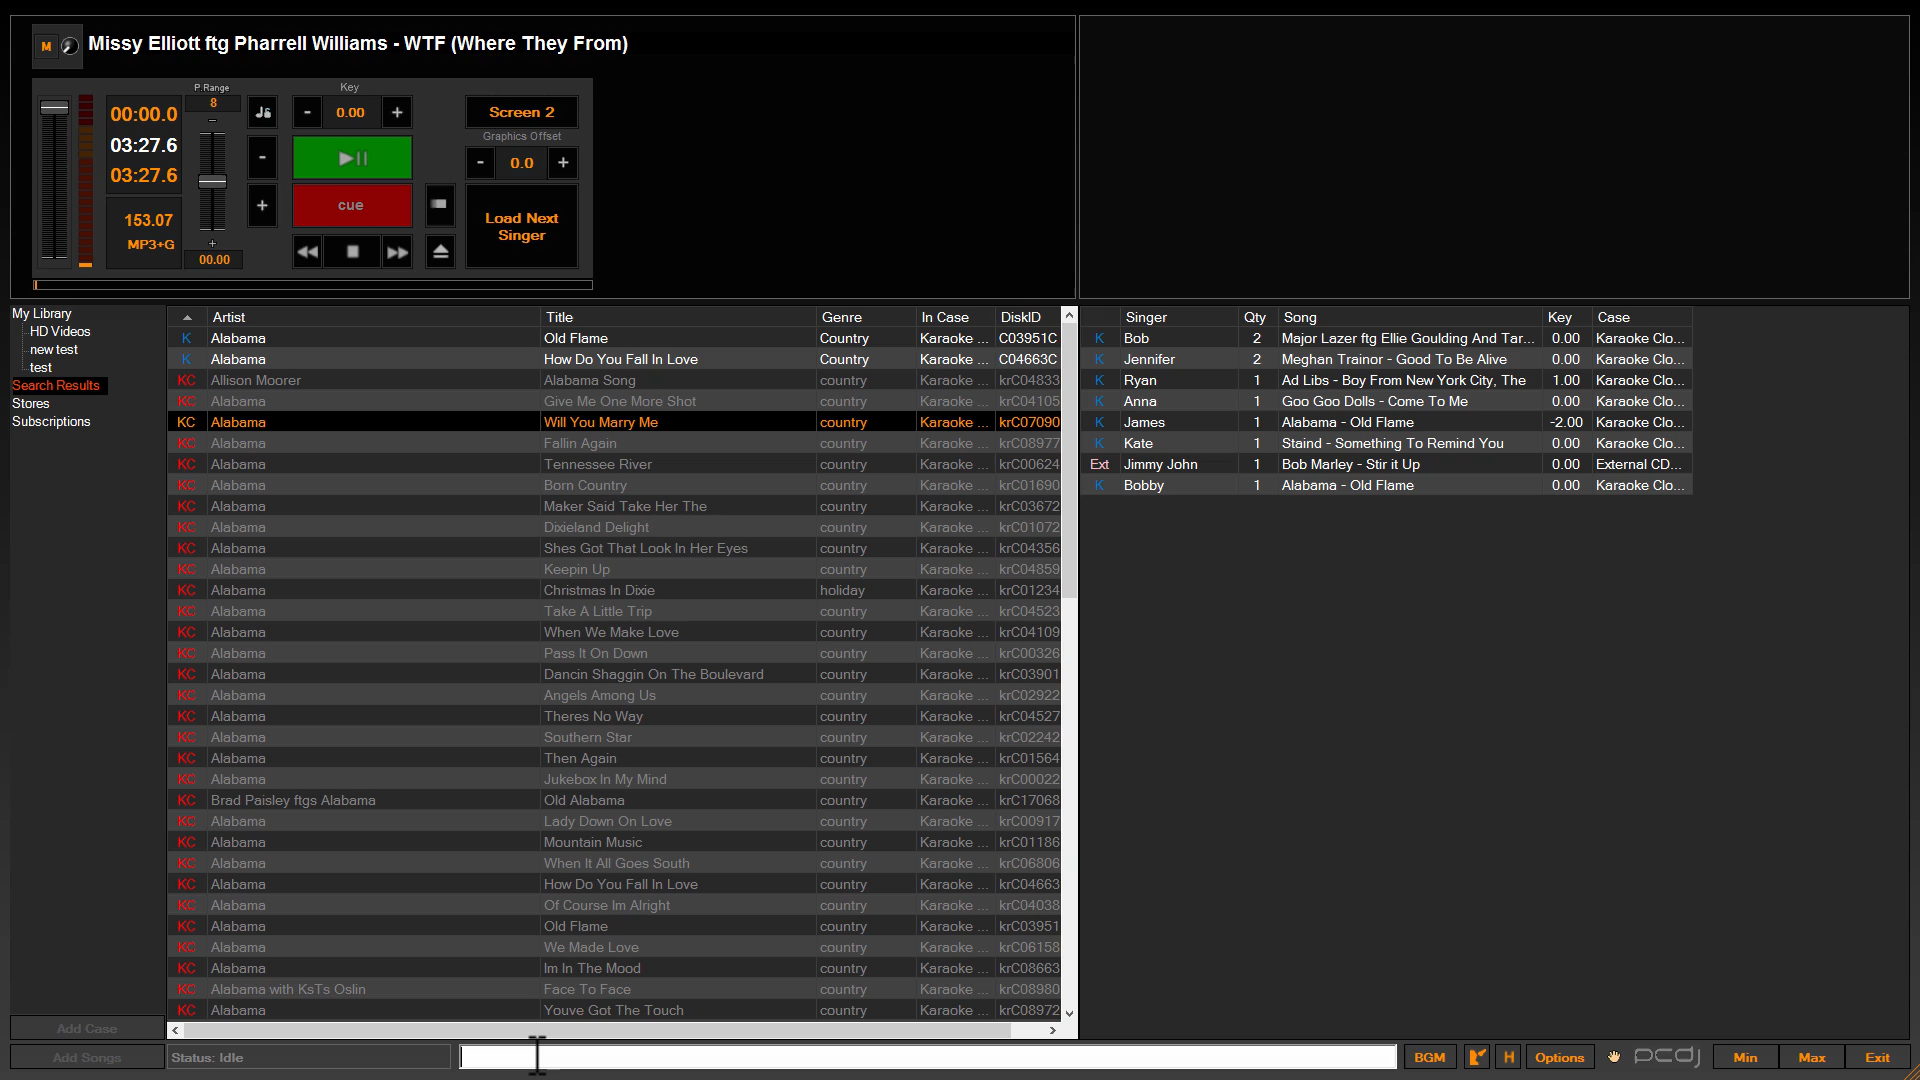 M Missy Elliott ftg Pharrell Williams - WTF (Where They From)
P.Range
8
Key
- 0.00 +
Screen 2
Graphics Offset
- 0.0 +
00:00.0
03:27.6
03:27.6
153.07
MP3+G
-
+
+
00.00
cue
Load Next
Singer
My Library
HD Videos
new test
test
Search Results
Stores
Subscriptions
Artist Title Genre In Case DiskID
K Alabama Old Flame Country Karaoke ... C03951C
K Alabama How Do You Fall In Love Country Karaoke ... C04663C
KC Allison Moorer Alabama Song country Karaoke ... krC04833
KC Alabama Give Me One More Shot country Karaoke ... krC04105
KC Alabama Will You Marry Me country Karaoke ... krC07090
KC Alabama Fallin Again country Karaoke ... krC08977
KC Alabama Tennessee River country Karaoke ... krC00624
KC Alabama Born Country country Karaoke ... krC01690
KC Alabama Maker Said Take Her The country Karaoke ... krC03672
KC Alabama Dixieland Delight country Karaoke ... krC01072
KC Alabama Shes Got That Look In Her Eyes country Karaoke ... krC04356
KC Alabama Keepin Up country Karaoke ... krC04859
KC Alabama Christmas In Dixie holiday Karaoke ... krC01234
KC Alabama Take A Little Trip country Karaoke ... krC04523
KC Alabama When We Make Love country Karaoke ... krC04109
KC Alabama Pass It On Down country Karaoke ... krC00326
KC Alabama Dancin Shaggin On The Boulevard country Karaoke ... krC03901
KC Alabama Angels Among Us country Karaoke ... krC02922
KC Alabama Theres No Way country Karaoke ... krC04527
KC Alabama Southern Star country Karaoke ... krC02242
KC Alabama Then Again country Karaoke ... krC01564
KC Alabama Jukebox In My Mind country Karaoke ... krC00022
KC Brad Paisley ftgs Alabama Old Alabama country Karaoke ... krC17068
KC Alabama Lady Down On Love country Karaoke ... krC00917
KC Alabama Mountain Music country Karaoke ... krC01186
KC Alabama When It All Goes South country Karaoke ... krC06806
KC Alabama How Do You Fall In Love country Karaoke ... krC04663
KC Alabama Of Course Im Alright country Karaoke ... krC04038
KC Alabama Old Flame country Karaoke ... krC03951
KC Alabama We Made Love country Karaoke ... krC06158
KC Alabama Im In The Mood country Karaoke ... krC08663
KC Alabama with KsTs Oslin Face To Face country Karaoke ... krC08980
KC Alabama Youve Got The Touch country Karaoke ... krC08972
Singer Qty Song Key Case
K Bob 2 Major Lazer ftg Ellie Goulding And Tar... 0.00 Karaoke Clo...
K Jennifer 2 Meghan Trainor - Good To Be Alive 0.00 Karaoke Clo...
K Ryan 1 Ad Libs - Boy From New York City, The 1.00 Karaoke Clo...
K Anna 1 Goo Goo Dolls - Come To Me 0.00 Karaoke Clo...
K James 1 Alabama - Old Flame -2.00 Karaoke Clo...
K Kate 1 Staind - Something To Remind You 0.00 Karaoke Clo...
Ext Jimmy John 1 Bob Marley - Stir it Up 0.00 External CD...
K Bobby 1 Alabama - Old Flame 0.00 Karaoke Clo...
Add Case
Add Songs
Status: Idle
BGM H Options pcdj Min Max Exit